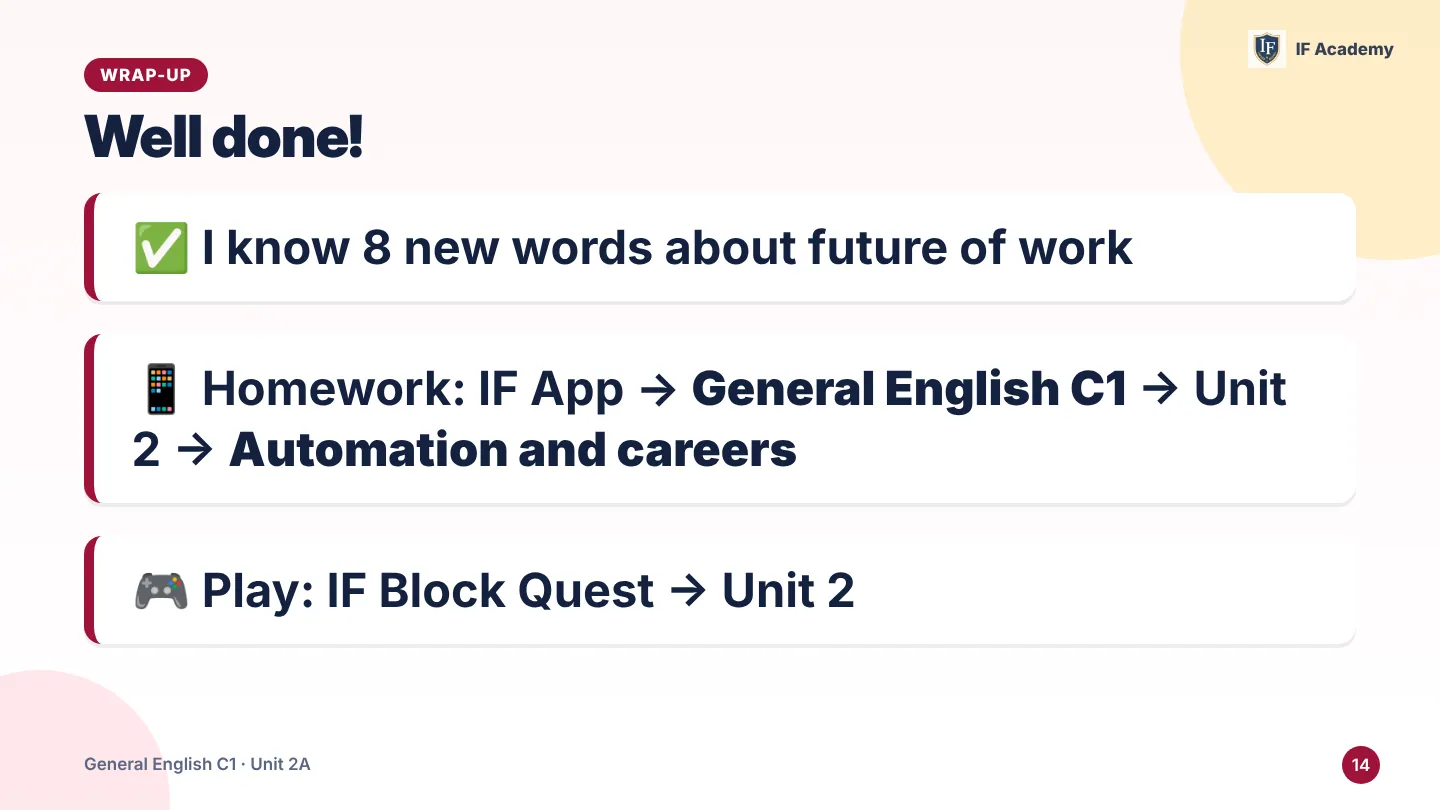 IF Academy
WRAP-UP
Well done!
✅ I know 8 new words about future of work
📱 Homework: IF App → General English C1 → Unit
2 → Automation and careers
🎮 Play: IF Block Quest → Unit 2
General English C1 · Unit 2A
14